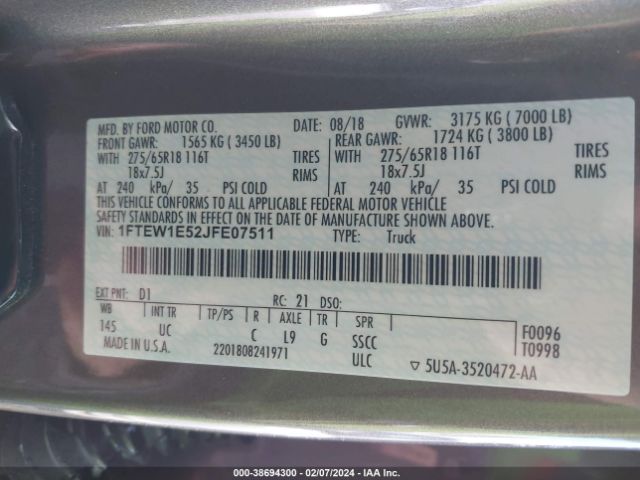 MFD. BY FORD MOTOR CO. DATE: 08/18 GVWR: 3175 KG ( 7000 LB)
FRONT GAWR: 1565 KG ( 3450 LB) REAR GAWR: 1724 KG ( 3800 LB)
WITH 275/65R18 116T TIRES WITH 275/65R18 116T TIRES
18x7.5J RIMS 18x7.5J RIMS
AT 240 kPa/ 35 PSI COLD AT 240 kPa/ 35 PSI COLD
THIS VEHICLE CONFORMS TO ALL APPLICABLE FEDERAL MOTOR VEHICLE
SAFETY STANDARDS IN EFFECT ON THE DATE OF MANUFACTURE SHOWN ABOVE.
VIN: 1FTEW1E52JFE07511 TYPE: Truck
EXT PNT: D1 RC: 21 DSO:
WB INT TR TP/PS R AXLE TR SPR F0096
145 UC C L9 G SSCC T0998
MADE IN U.S.A. 2201808241971 ULC ▽ 5U5A-3520472-AA
000-38694300 - 02/07/2024 - IAA Inc.